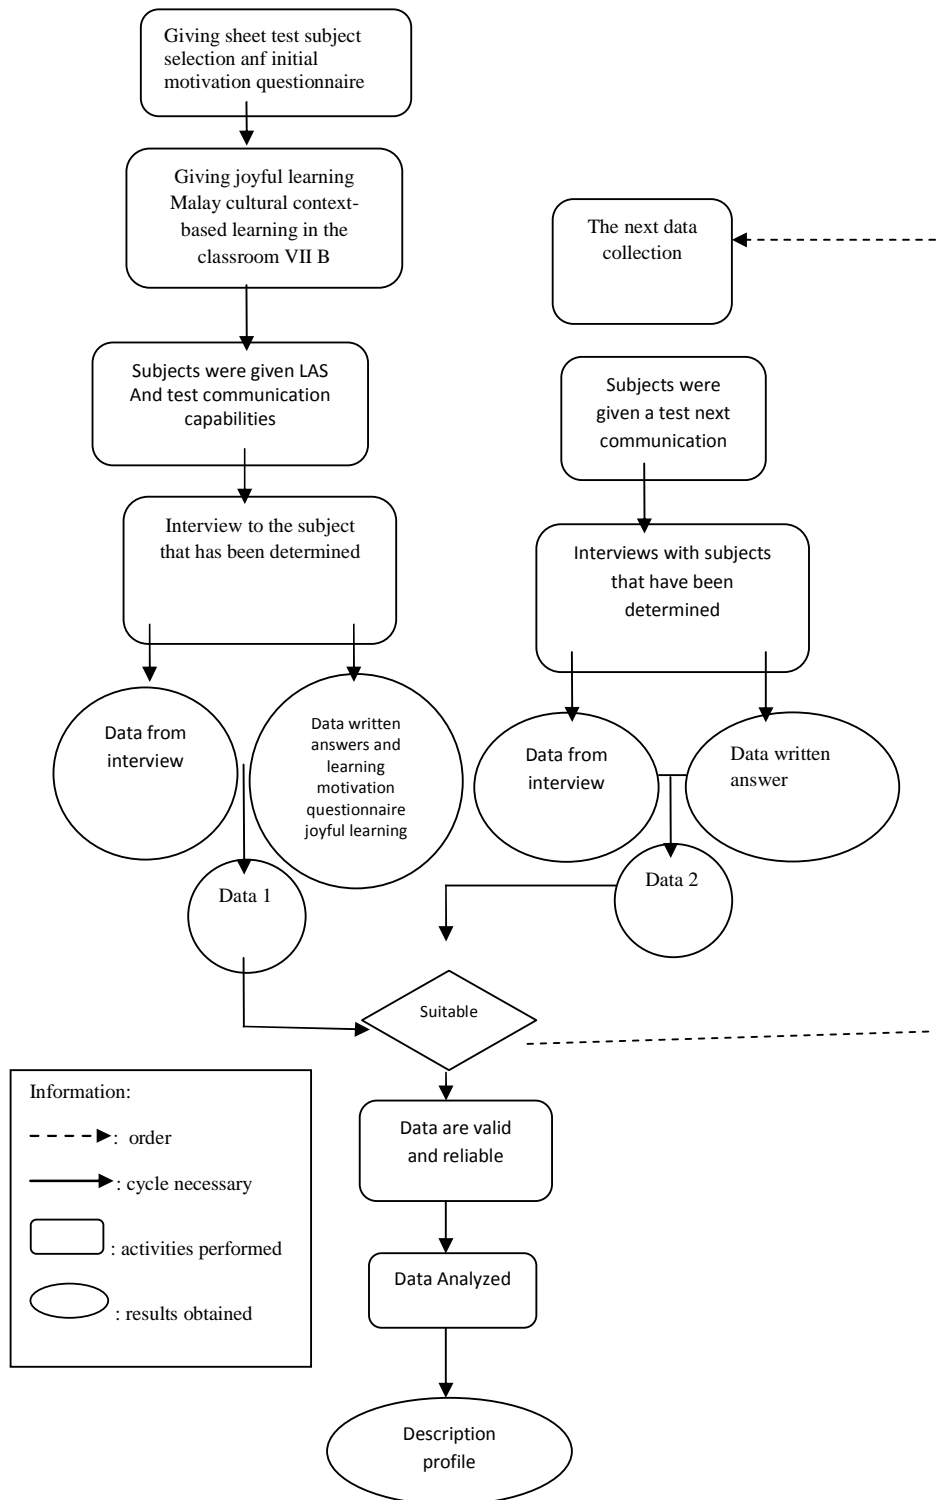 Giving sheet test subject
selection anf initial
motivation questionnaire
Giving joyful learning
Malay cultural context-
based learning in the
classroom VII B
The next data
collection
Subjects were given LAS
And test communication
capabilities
Subjects were
given a test next
communication
Interview to the subject
that has been determined
Interviews with subjects
that have been
determined
Data from
interview
Data written
answers and
learning
motivation
questionnaire
joyful learning
Data from
interview
Data written
answer
Data 1
Data 2
Suitable
Information:
: order
: cycle necessary
: activities performed
: results obtained
Data are valid
and reliable
Data Analyzed
Description
profile